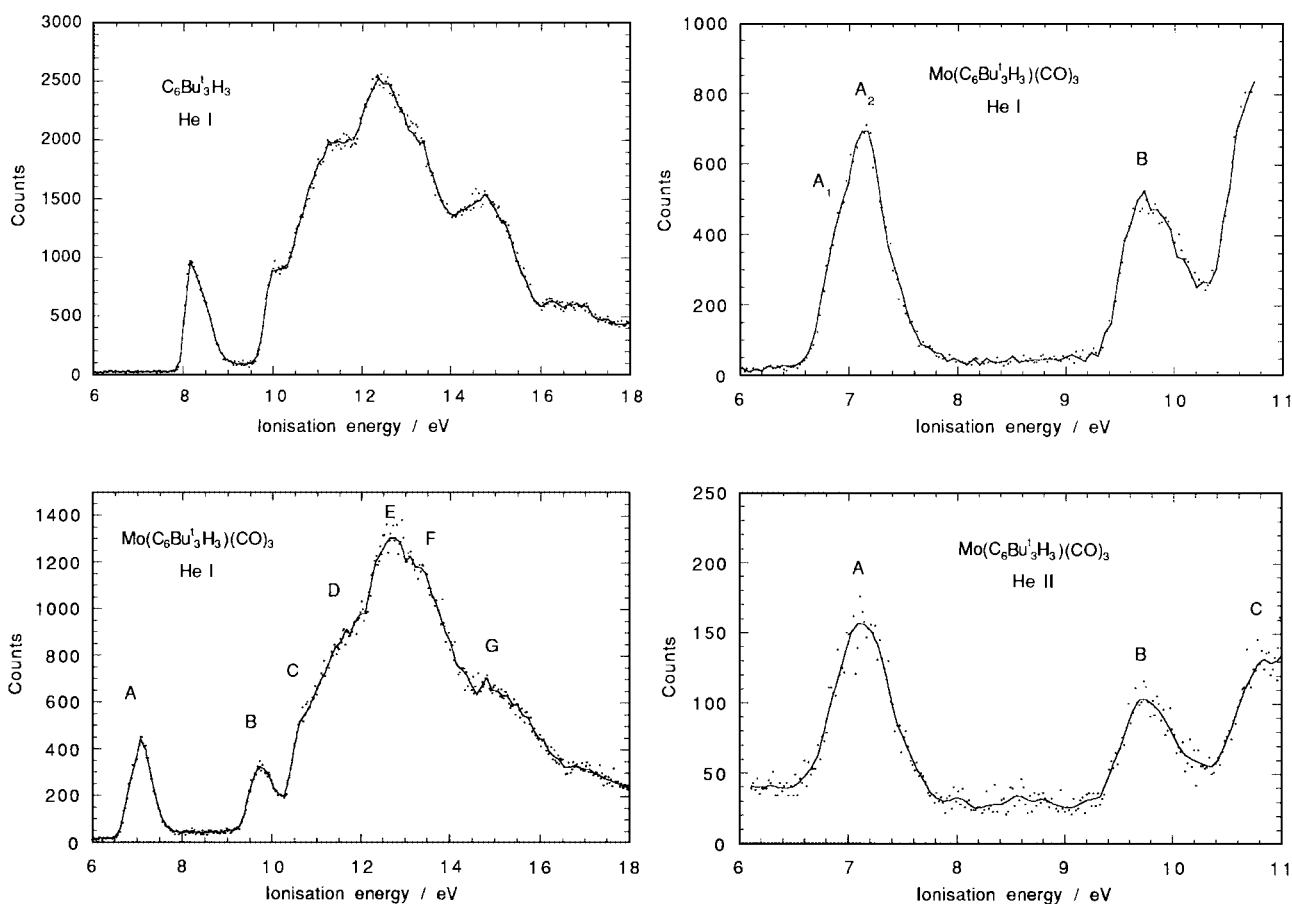 3000
2500
2000
1500
1000
500
0
Counts
C₆Buᵗ₃H₃
He I
6 8 10 12 14 16 18
Ionisation energy / eV
1000
800
600
400
200
0
Counts
Mo(C₆Buᵗ₃H₃)(CO)₃
He I
A₁
A₂
B
6 7 8 9 10 11
Ionisation energy / eV
1400
1200
1000
800
600
400
200
0
Counts
Mo(C₆Buᵗ₃H₃)(CO)₃
He I
A
B
C
D
E
F
G
6 8 10 12 14 16 18
Ionisation energy / eV
250
200
150
100
50
0
Counts
Mo(C₆Buᵗ₃H₃)(CO)₃
He II
A
B
C
6 7 8 9 10 11
Ionisation energy / eV